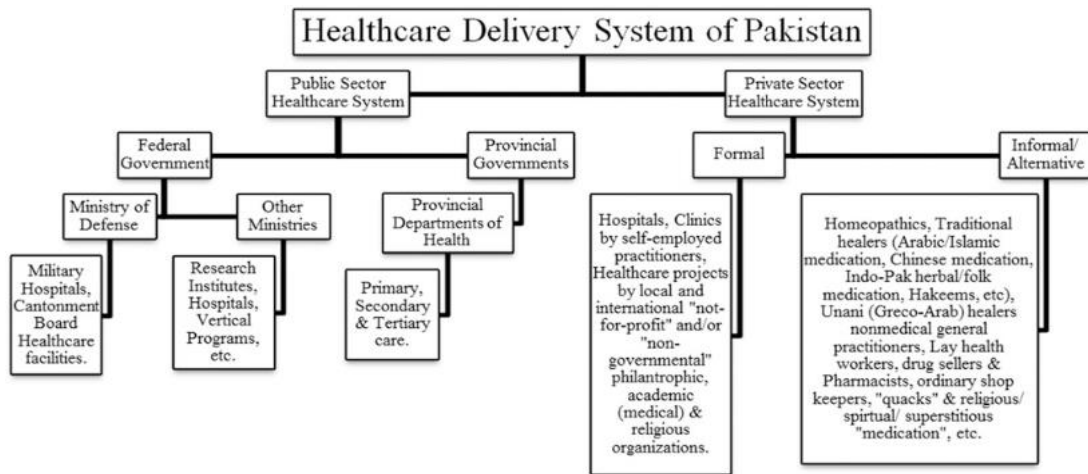 Healthcare Delivery System of Pakistan
Public Sector
Healthcare System
Private Sector
Healthcare System
Federal
Government
Provincial
Governments
Formal
Informal/
Alternative
Ministry of
Defense
Other
Ministries
Provincial
Departments of
Health
Military
Hospitals,
Cantonment
Board
Healthcare
facilities.
Research
Institutes,
Hospitals,
Vertical
Programs,
etc.
Primary,
Secondary
& Tertiary
care.
Hospitals, Clinics
by self-employed
practitioners,
Healthcare projects
by local and
international "not-
for-profit" and/or
"non-
governmental"
philantrophic,
academic
(medical) &
religious
organizations.
Homeopathics, Traditional
healers (Arabic/Islamic
medication, Chinese medication,
Indo-Pak herbal/folk
medication, Hakeems, etc),
Unani (Greco-Arab) healers
nonmedical general
practitioners, Lay health
workers, drug sellers &
Pharmacists, ordinary shop
keepers, "quacks" & religious/
spirtual/ superstitious
"medication", etc.